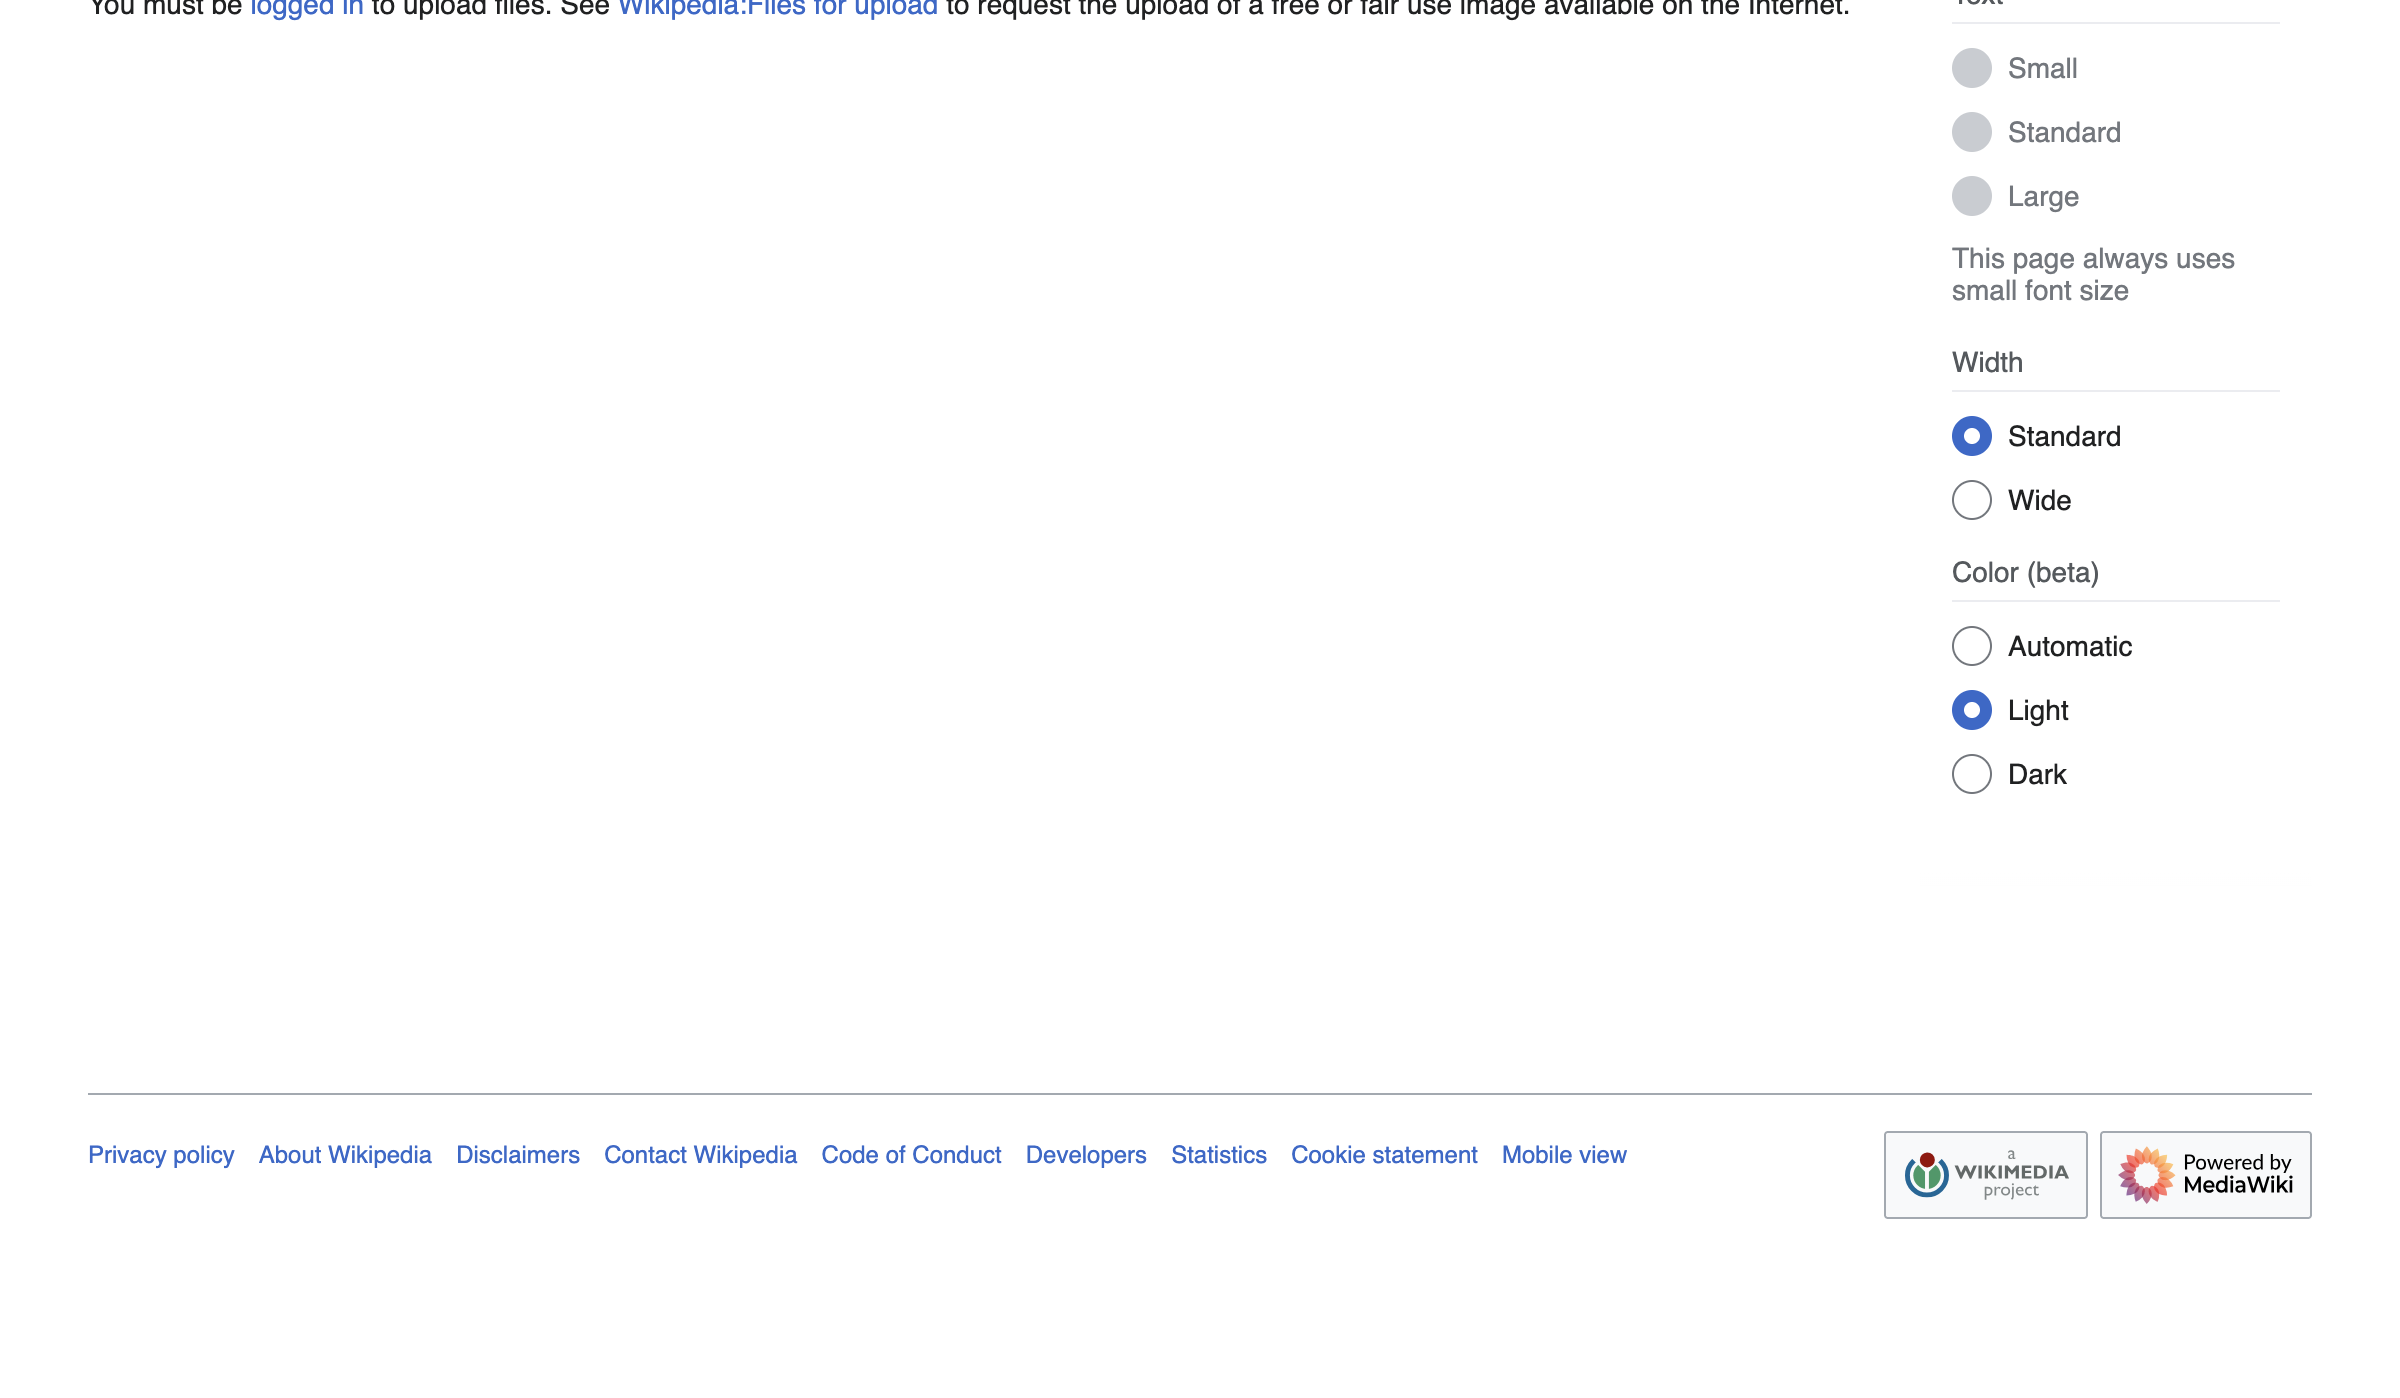 You must be logged in to upload files. See Wikipedia:Files for upload to request the upload of a free or fair use image available on the Internet.
Text
Small
Standard
Large
This page always uses
small font size
Width
Standard
Wide
Color (beta)
Automatic
Light
Dark
Privacy policy About Wikipedia Disclaimers Contact Wikipedia Code of Conduct Developers Statistics Cookie statement Mobile view
a
WIKIMEDIA
project
Powered by
MediaWiki